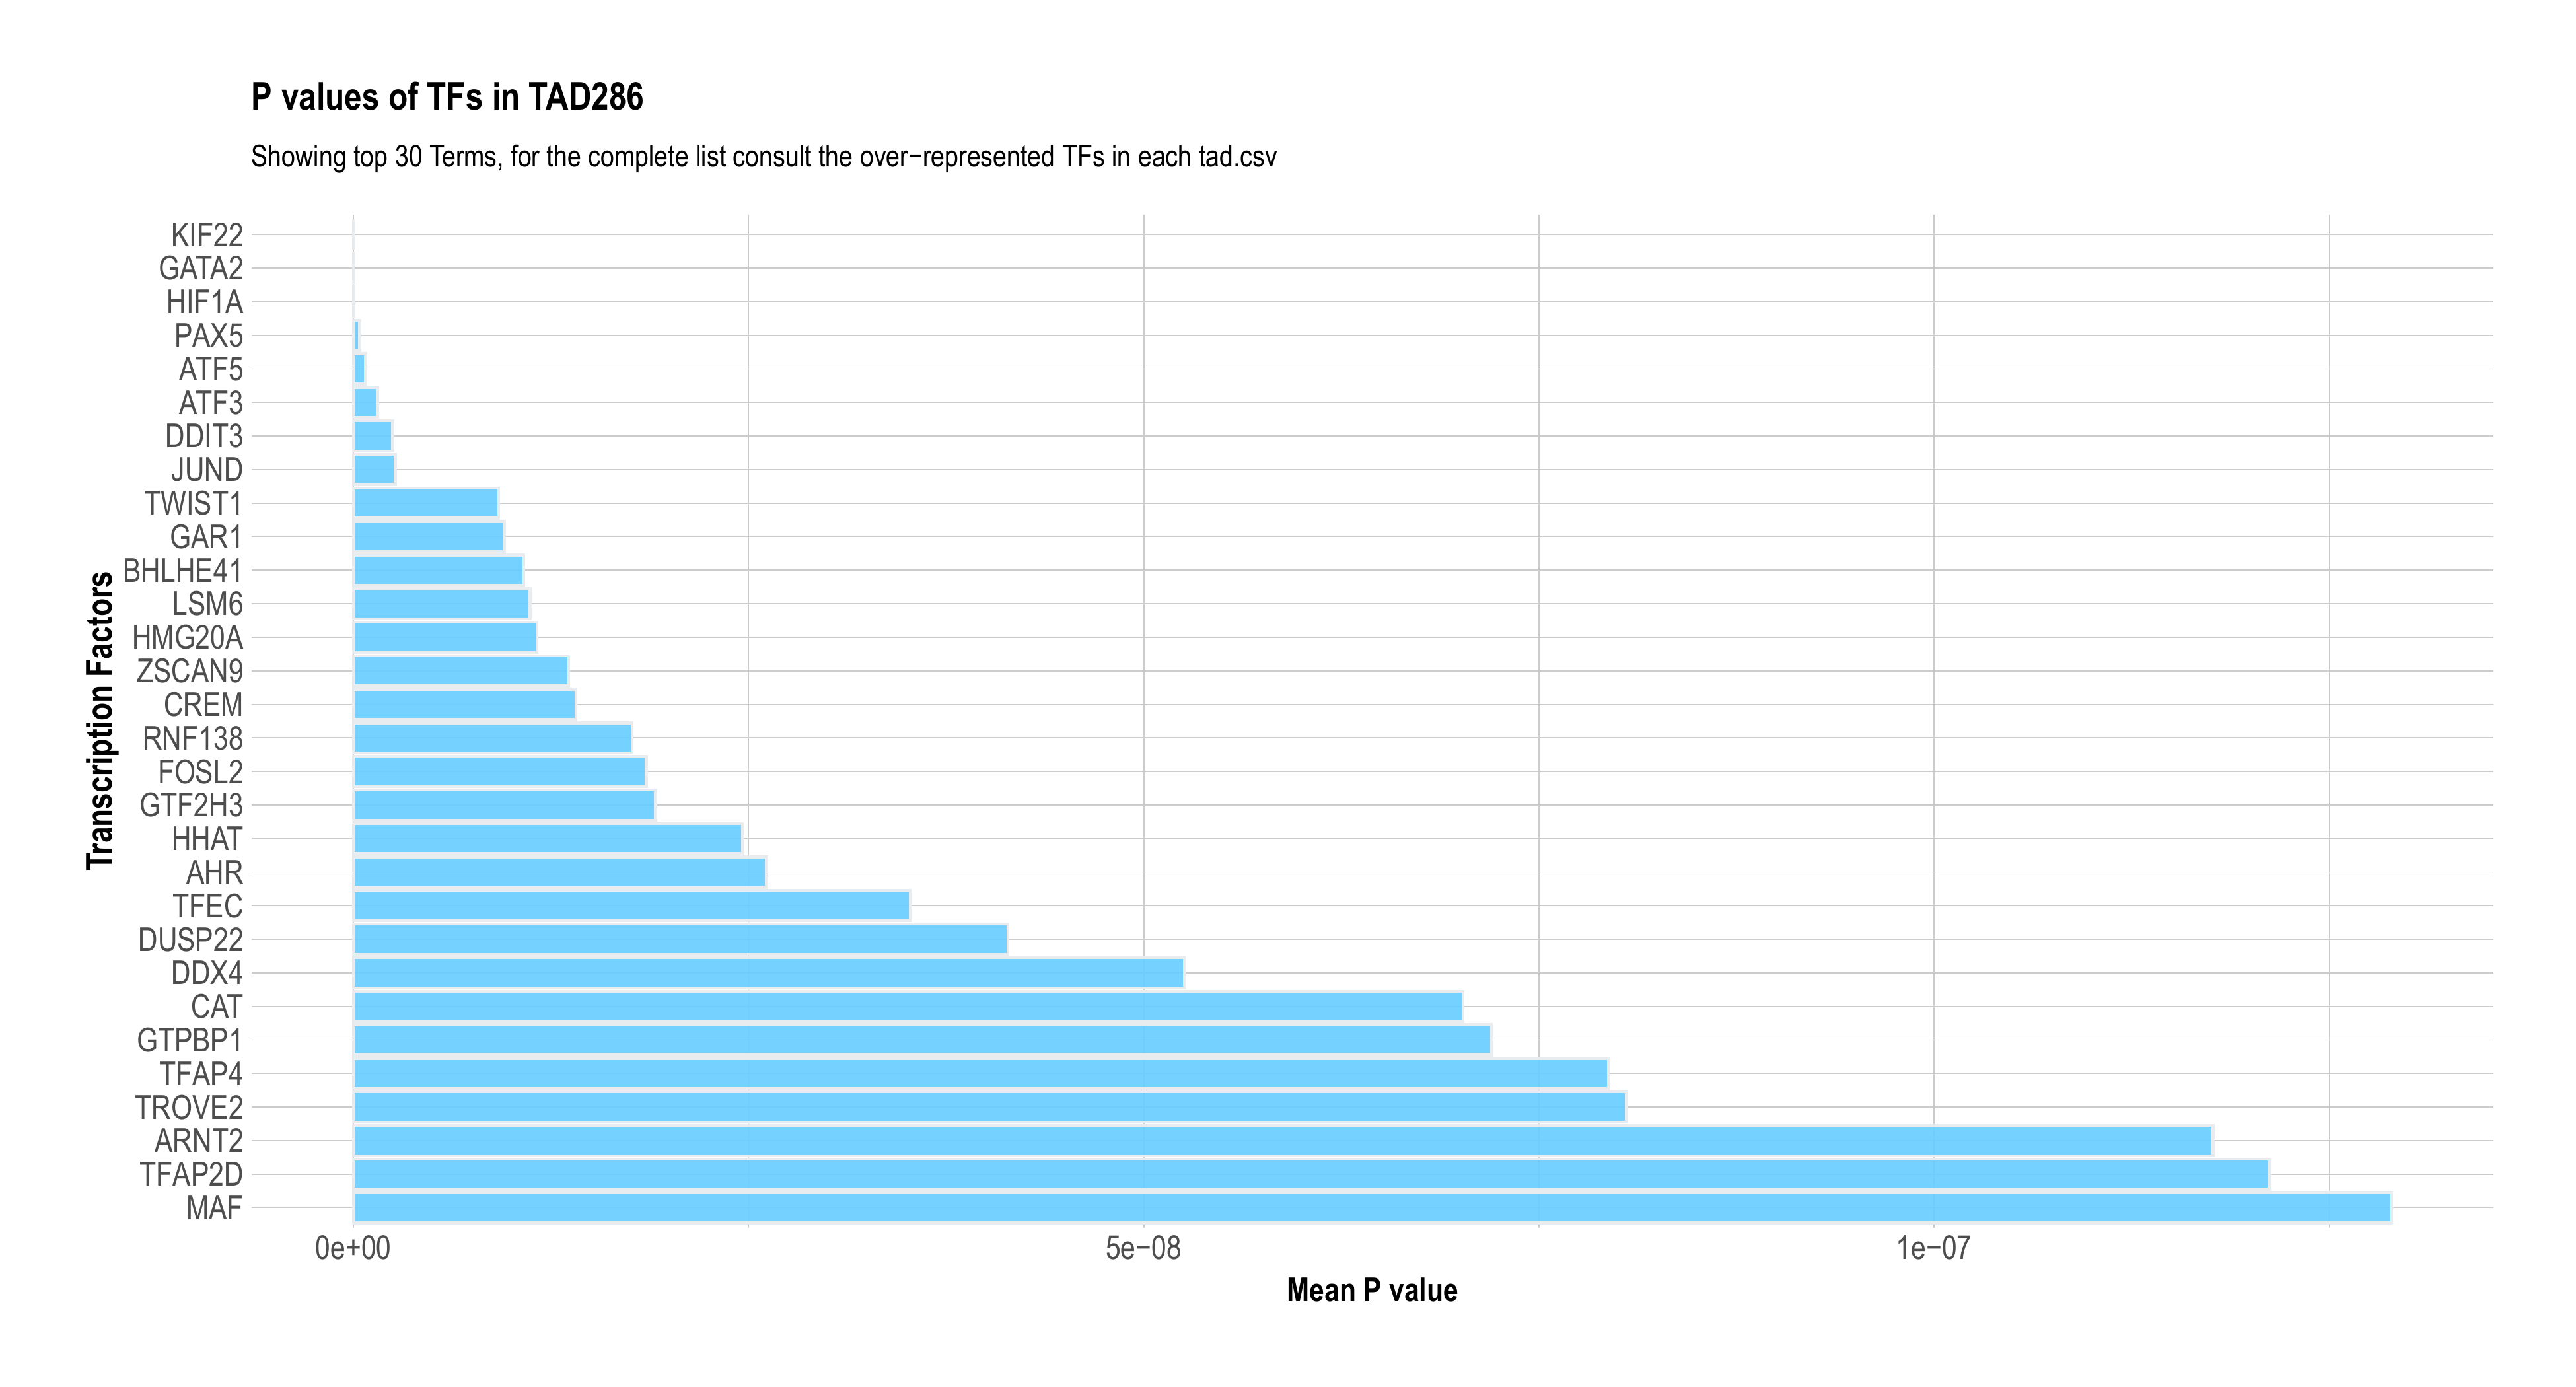 P values of TFs in TAD286
Showing top 30 Terms, for the complete list consult the over−represented TFs in each tad.csv
Transcription Factors
KIF22
GATA2
HIF1A
PAX5
ATF5
ATF3
DDIT3
JUND
TWIST1
GAR1
BHLHE41
LSM6
HMG20A
ZSCAN9
CREM
RNF138
FOSL2
GTF2H3
HHAT
AHR
TFEC
DUSP22
DDX4
CAT
GTPBP1
TFAP4
TROVE2
ARNT2
TFAP2D
MAF
0e+00 5e−08 1e−07
Mean P value